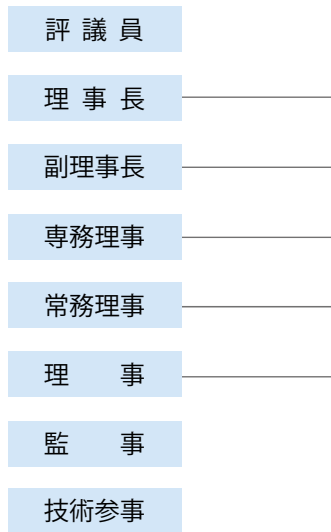 評議員
理事長
副理事長
専務理事
常務理事
理　事
監　事
技術参事